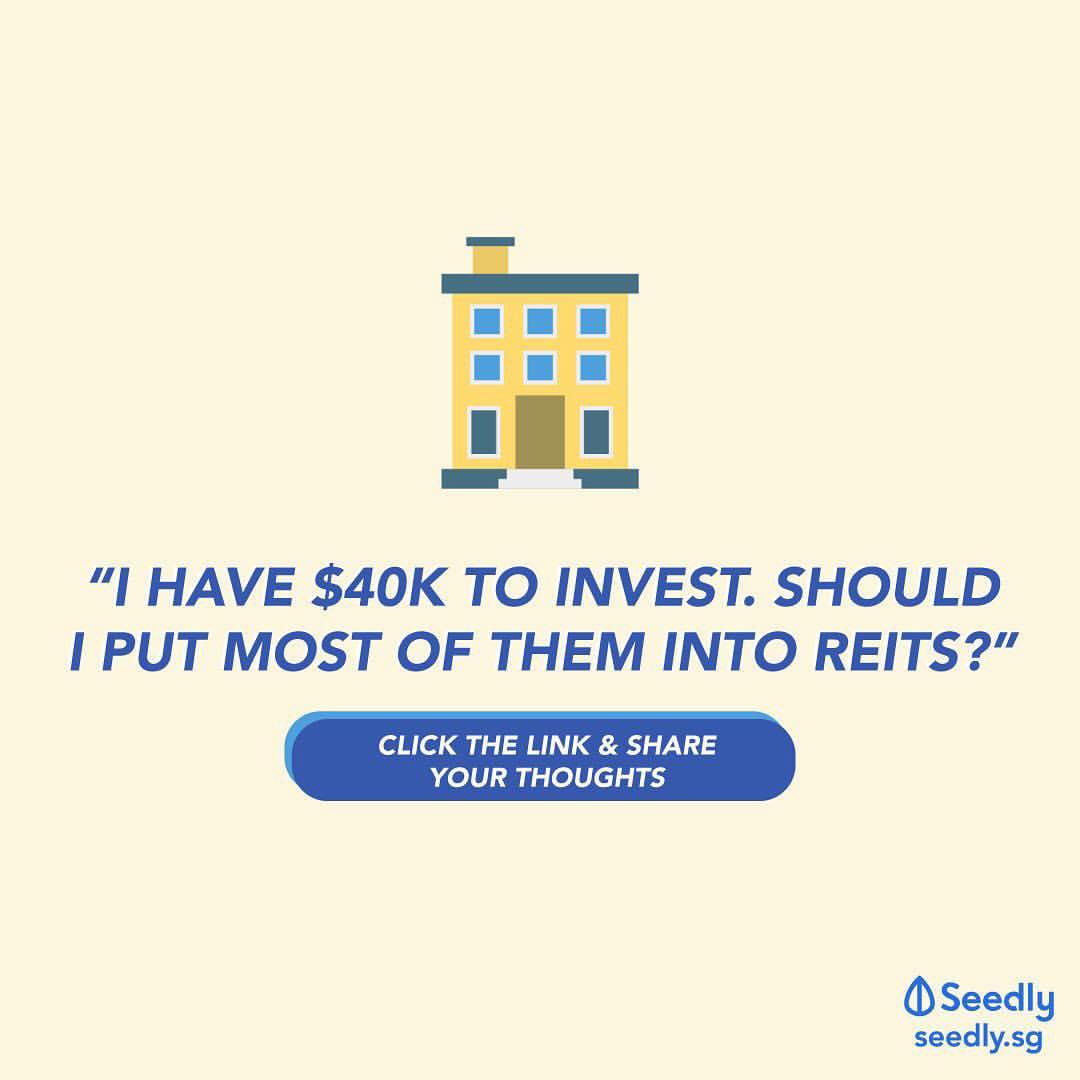 “I HAVE $40K TO INVEST. SHOULD
I PUT MOST OF THEM INTO REITS?”
CLICK THE LINK & SHARE
YOUR THOUGHTS
Seedly
seedly.sg